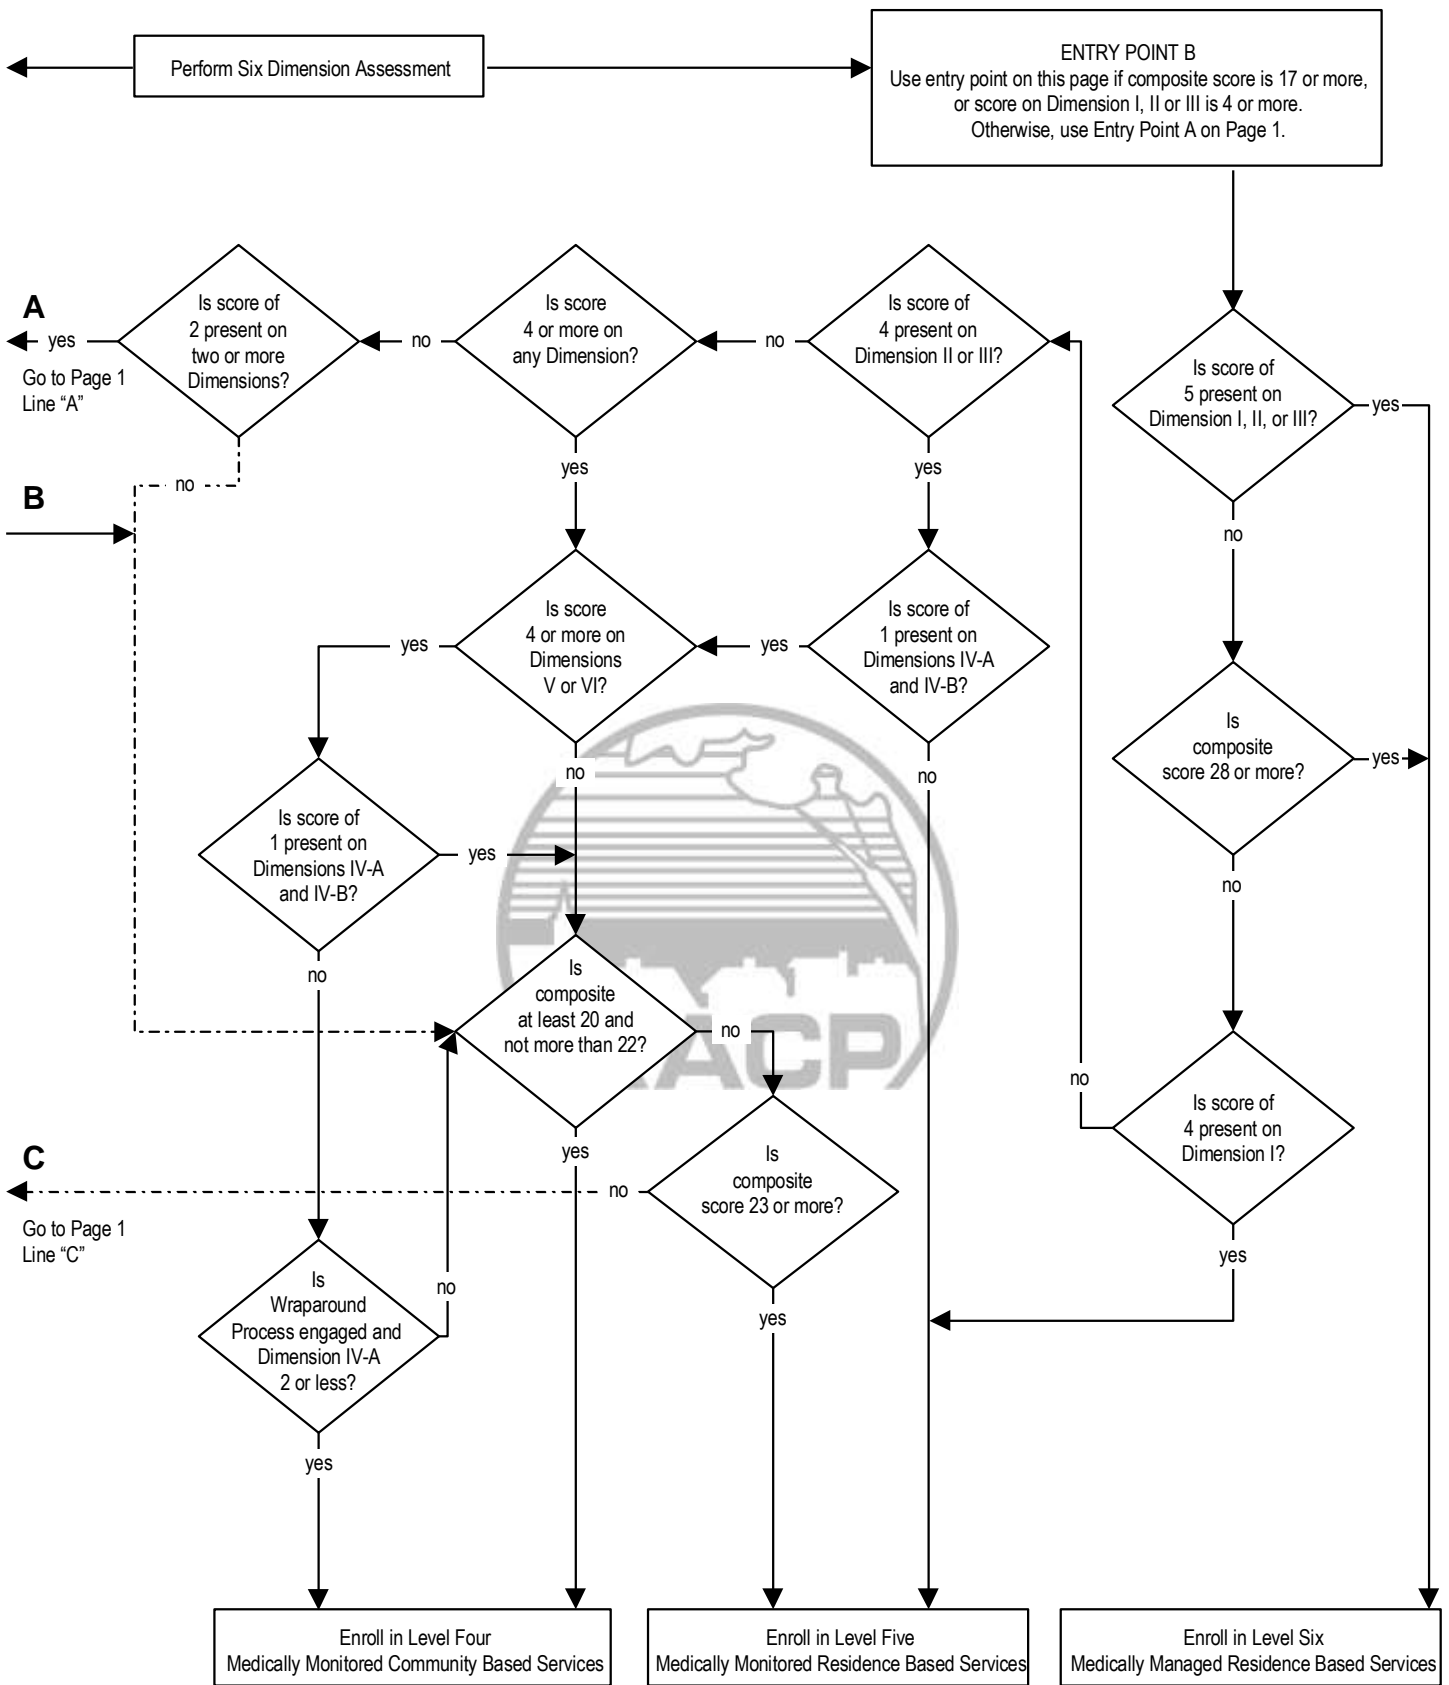 Perform Six Dimension Assessment
ENTRY POINT B
Use entry point on this page if composite score is 17 or more,
or score on Dimension I, II or III is 4 or more.
Otherwise, use Entry Point A on Page 1.
A
yes
Go to Page 1
Line “A”
Is score of
2 present on
two or more
Dimensions?
no
Is score
4 or more on
any Dimension?
no
Is score of
4 present on
Dimension II or III?
Is score of
5 present on
Dimension I, II, or III?
yes
no
yes
yes
B
no
Is score
4 or more on
Dimensions
V or VI?
yes
yes
Is score of
1 present on
Dimensions IV-A
and IV-B?
Is
composite
score 28 or more?
yes
no
no
Is score of
1 present on
Dimensions IV-A
and IV-B?
yes
no
no
Is
composite
at least 20 and
not more than 22?
no
AACP
no
Is score of
4 present on
Dimension I?
yes
C
no
Go to Page 1
Line “C”
Is
composite
score 23 or more?
yes
yes
Is
Wraparound
Process engaged and
Dimension IV-A
2 or less?
no
yes
Enroll in Level Four
Medically Monitored Community Based Services
Enroll in Level Five
Medically Monitored Residence Based Services
Enroll in Level Six
Medically Managed Residence Based Services